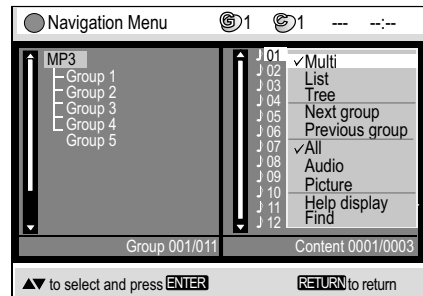 Navigation Menu G1 C1 --- --:-
MP3
Group 1
Group 2
Group 3
Group 4
Group 5
Group 001/011
♪01
♪02
♪03
♪04
♪05
♪06
♪07
♪08
♪09
♪10
♪11
♪12
✓Multi
List
Tree
Next group
Previous group
✓All
Audio
Picture
Help display
Find
Content 0001/0003
▲▼ to select and press ENTER
RETURN to return